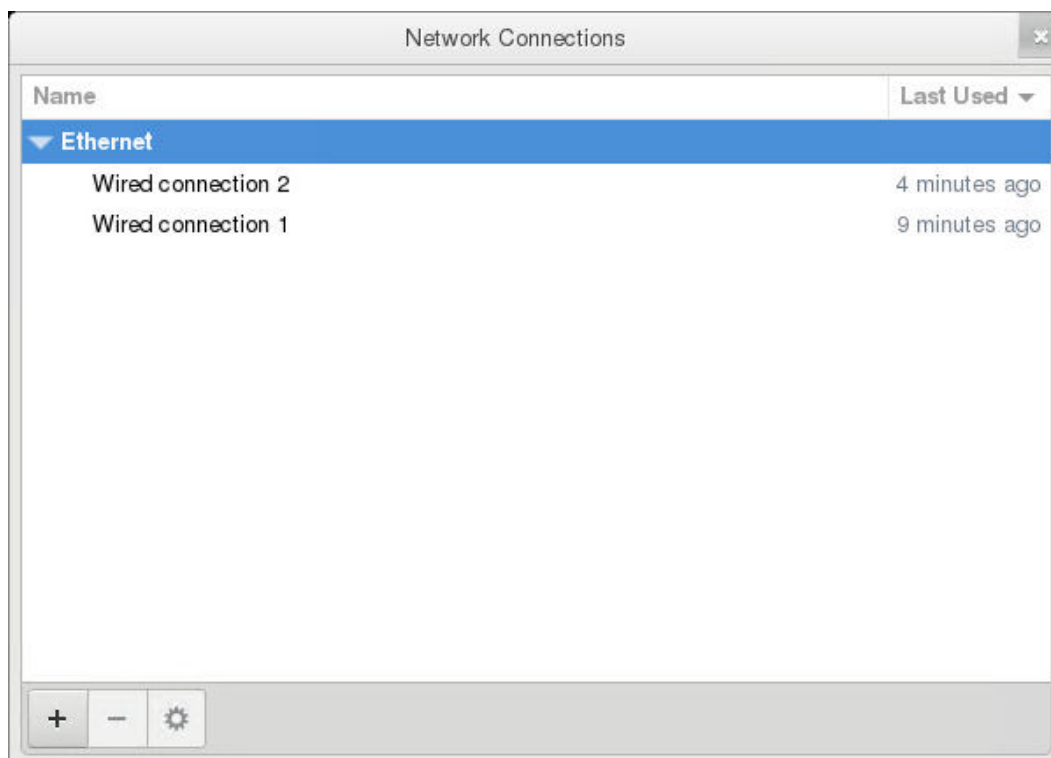 Network Connections
Name Last Used
Ethernet
Wired connection 2 4 minutes ago
Wired connection 1 9 minutes ago